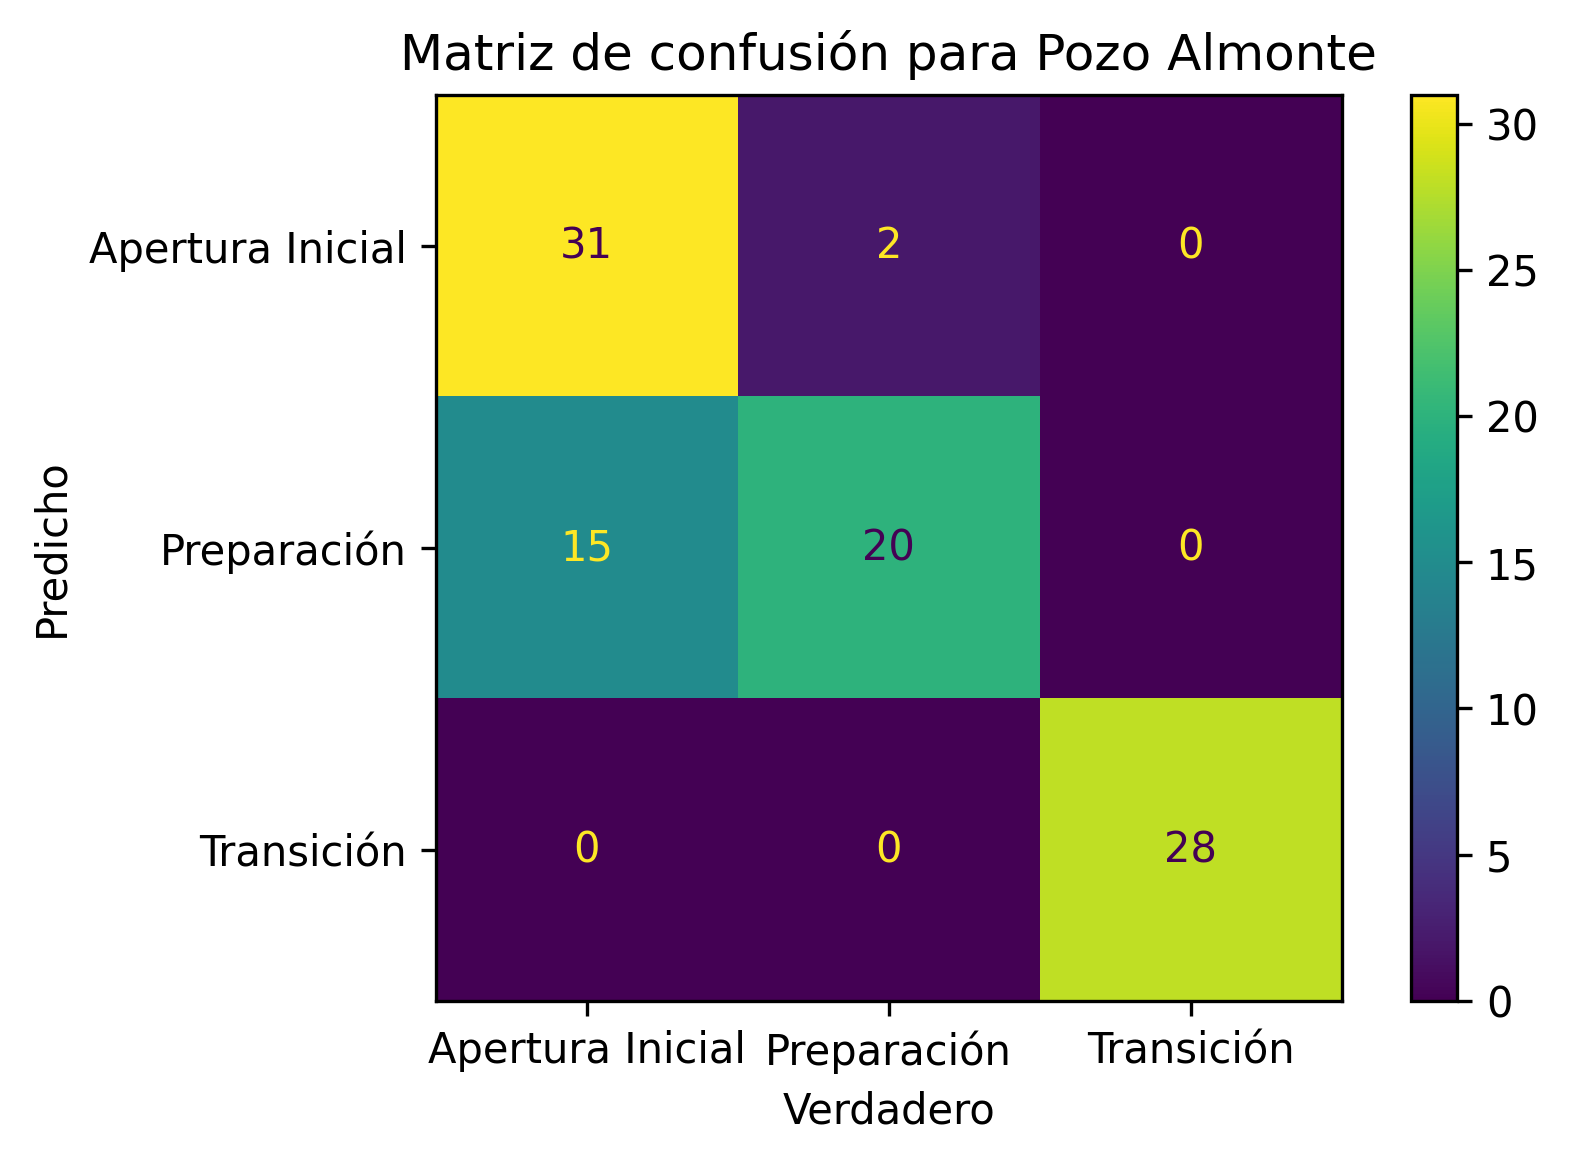 Matriz de confusión para Pozo Almonte
Predicho
Apertura Inicial
31
2
0
Preparación
15
20
0
Transición
0
0
28
Apertura Inicial
Preparación
Transición
Verdadero
30
25
20
15
10
5
0